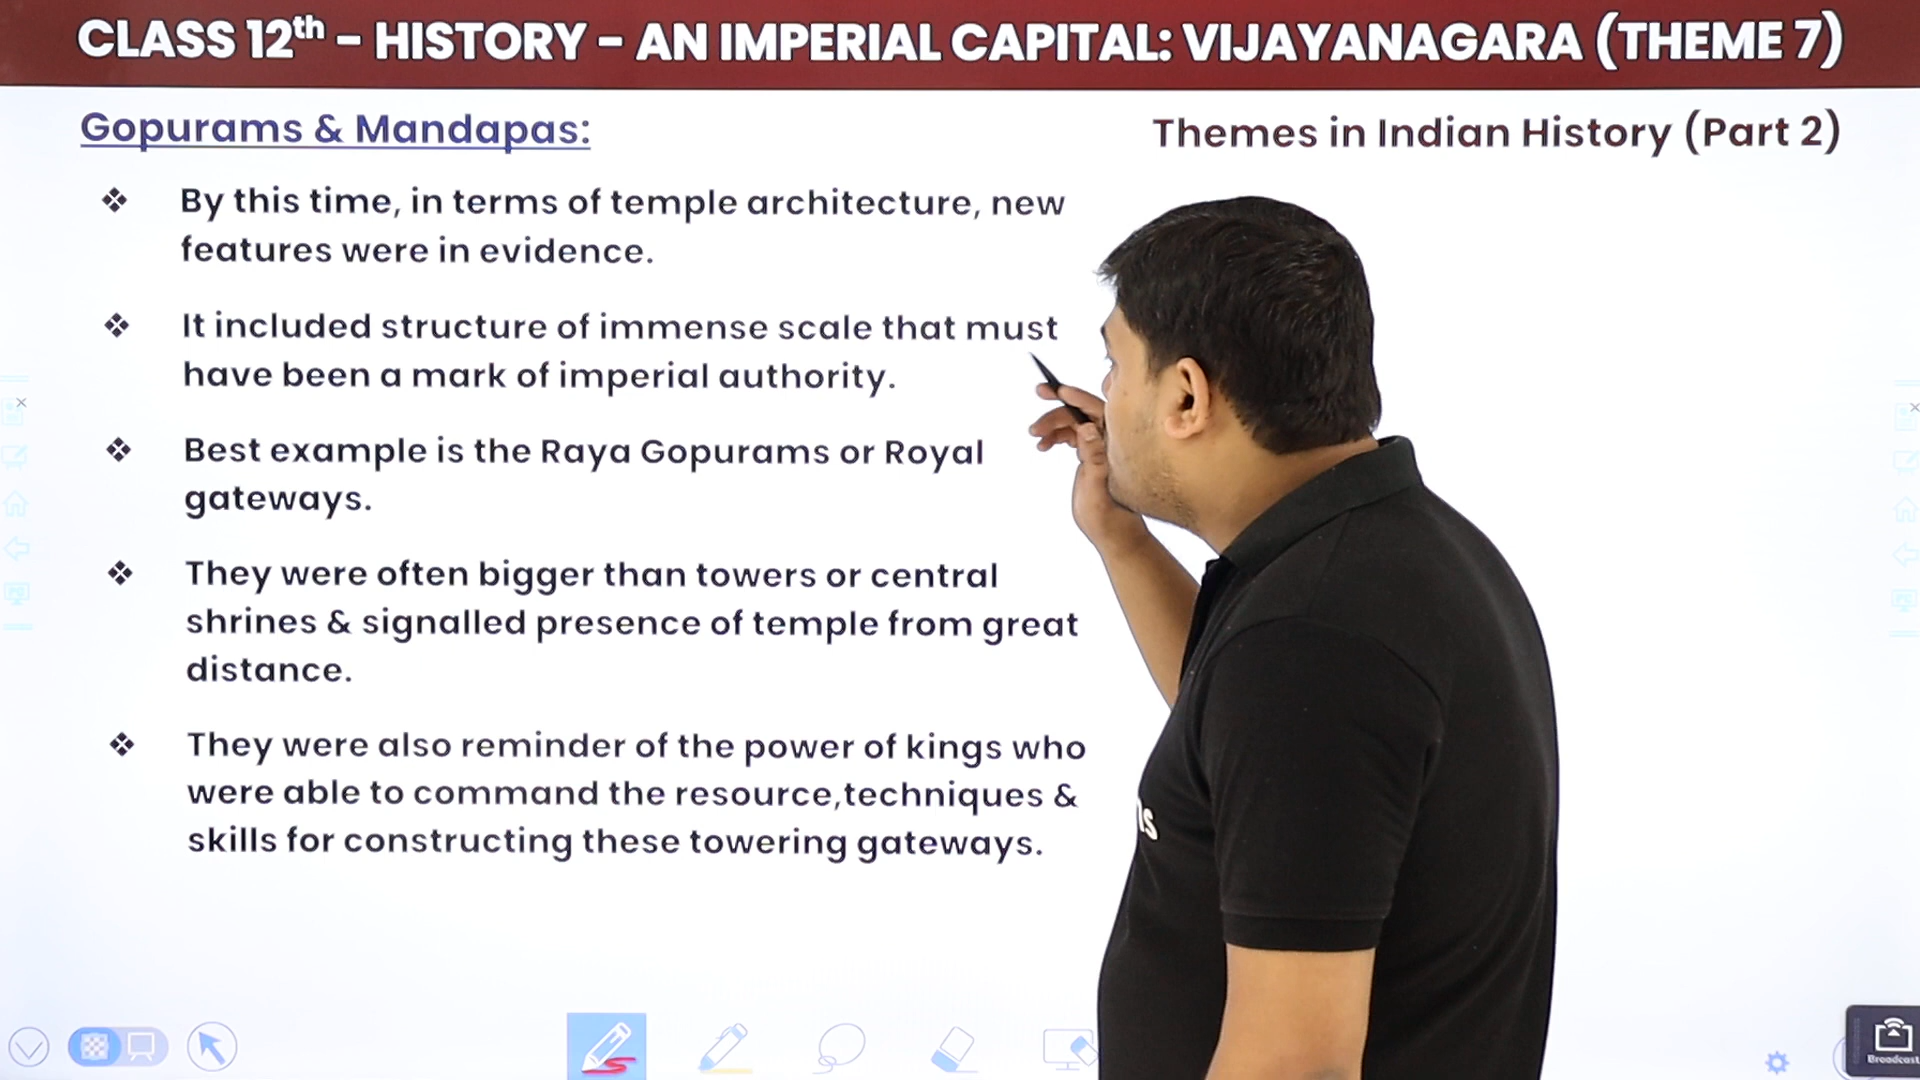 CLASS 12th - HISTORY - AN IMPERIAL CAPITAL: VIJAYANAGARA (THEME 7)
Gopurams & Mandapas:
Themes in Indian History (Part 2)
By this time, in terms of temple architecture, new
features were in evidence.
It included structure of immense scale that must
have been a mark of imperial authority.
Best example is the Raya Gopurams or Royal
gateways.
They were often bigger than towers or central
shrines & signalled presence of temple from great
distance.
They were also reminder of the power of kings who
were able to command the resource,techniques &
skills for constructing these towering gateways.
Broadcast